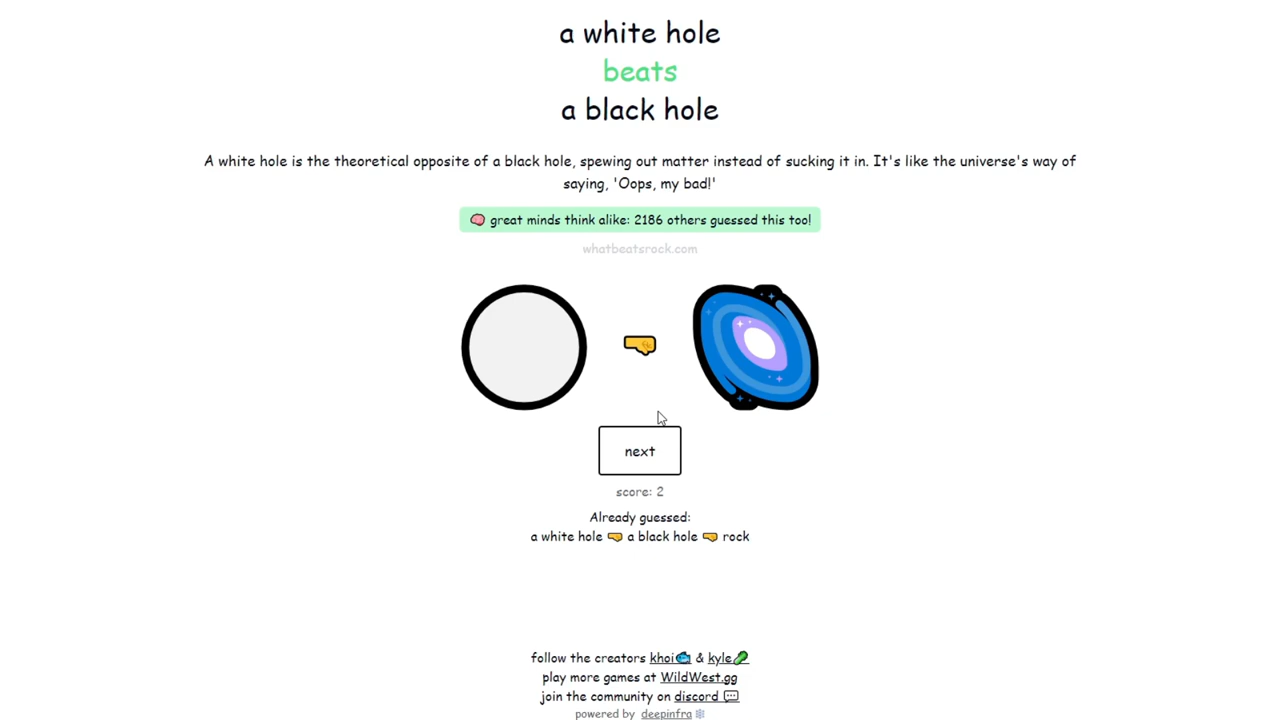 a white hole
beats
a black hole
A white hole is the theoretical opposite of a black hole, spewing out matter instead of sucking it in. It's like the universe's way of
saying, 'Oops, my bad!'
🧠 great minds think alike: 2186 others guessed this too!
whatbeatsrock.com
next
score: 2
Already guessed:
a white hole 🤜 a black hole 🤜 rock
follow the creators khoi🐟 & kyle🥒
play more games at WildWest.gg
join the community on discord 💬
powered by deepinfra